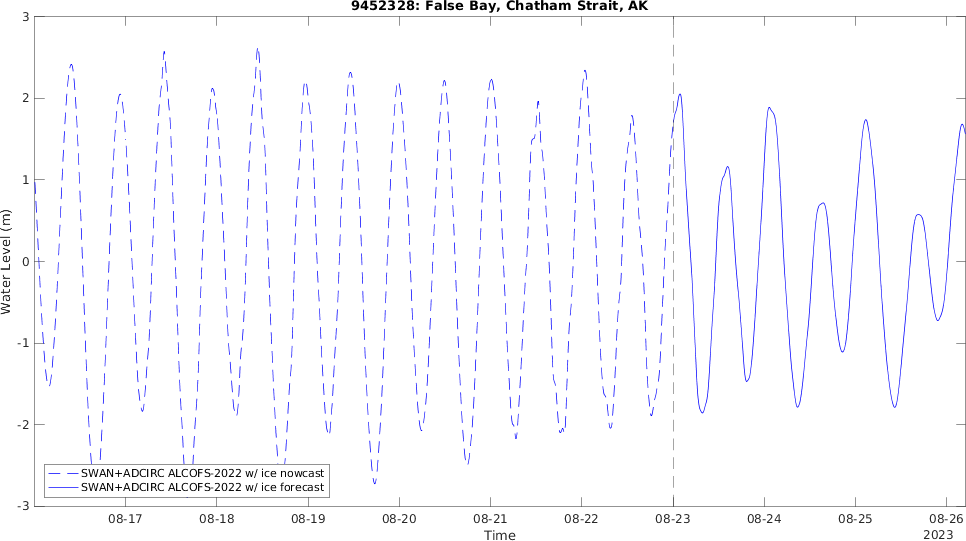 9452328: False Bay, Chatham Strait, AK
3
2
1
0
-1
-2
-3
Water Level (m)
SWAN+ADCIRC ALCOFS-2022 w/ ice nowcast
SWAN+ADCIRC ALCOFS-2022 w/ ice forecast
08-17 08-18 08-19 08-20 08-21 08-22 08-23 08-24 08-25 08-26
Time
2023